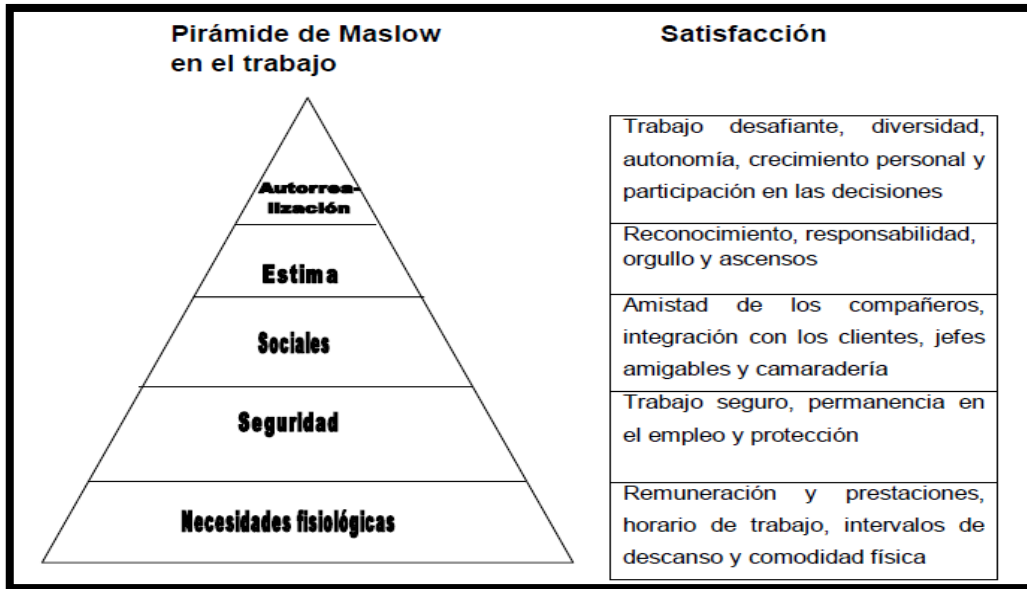 Pirámide de Maslow
en el trabajo
Satisfacción
Autorrea-
lización
Trabajo desafiante, diversidad,
autonomía, crecimiento personal y
participación en las decisiones
Estima
Reconocimiento, responsabilidad,
orgullo y ascensos
Sociales
Amistad de los compañeros,
integración con los clientes, jefes
amigables y camaradería
Seguridad
Trabajo seguro, permanencia en
el empleo y protección
Necesidades fisiológicas
Remuneración y prestaciones,
horario de trabajo, intervalos de
descanso y comodidad física